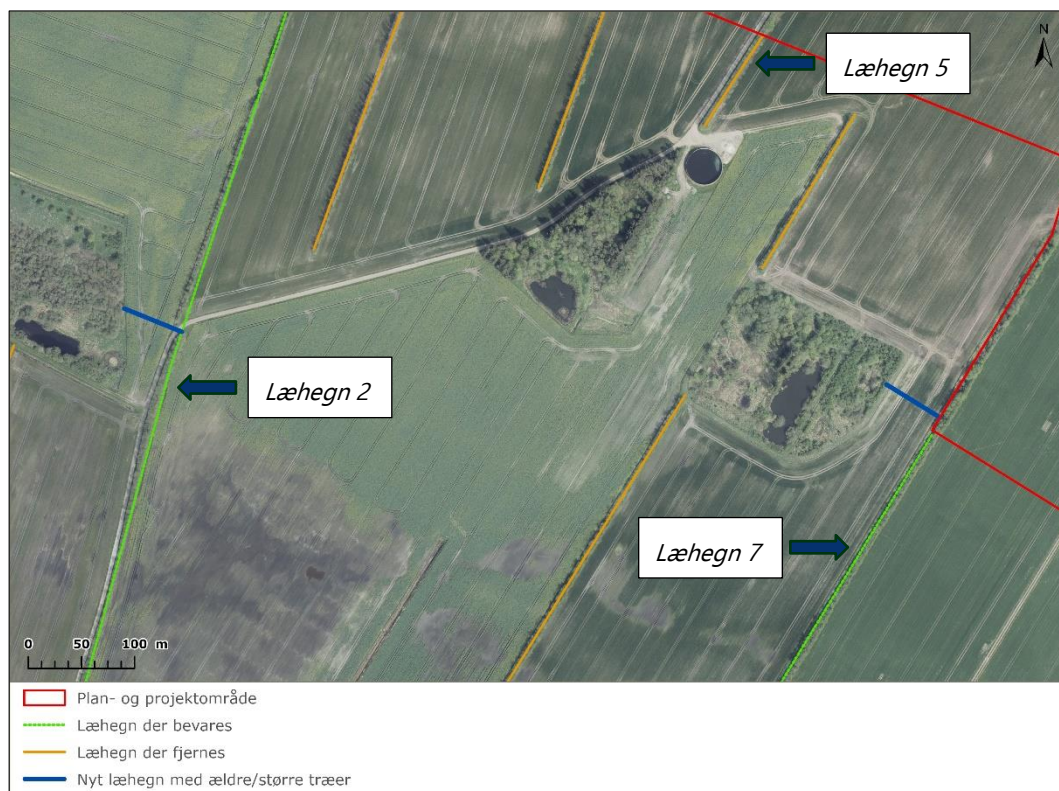 N
Læhegn 5
Læhegn 2
Læhegn 7
0 50 100 m
Plan- og projektområde
Læhegn der bevares
Læhegn der fjernes
Nyt læhegn med ældre/større træer